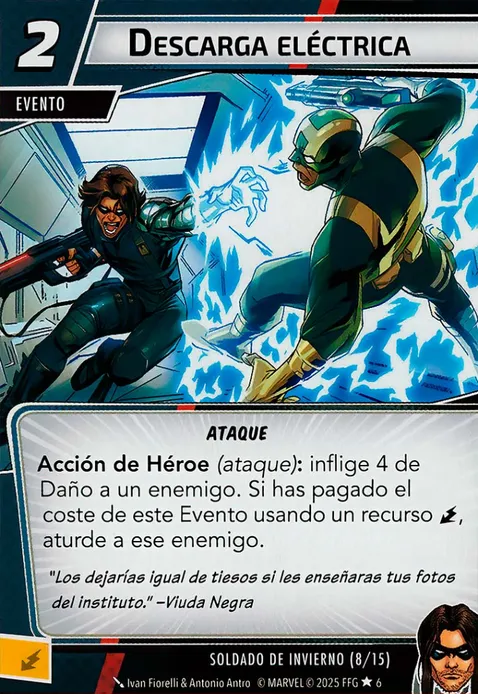 2
DESCARGA ELÉCTRICA
EVENTO
ATAQUE
Acción de Héroe (ataque): inflige 4 de
Daño a un enemigo. Si has pagado el
coste de este Evento usando un recurso ,
aturde a ese enemigo.
"Los dejarías igual de tiesos si les enseñaras tus fotos
del instituto." –Viuda Negra
SOLDADO DE INVIERNO (8/15)
Ivan Fiorelli & Antonio Antro © MARVEL © 2025 FFG ★ 6